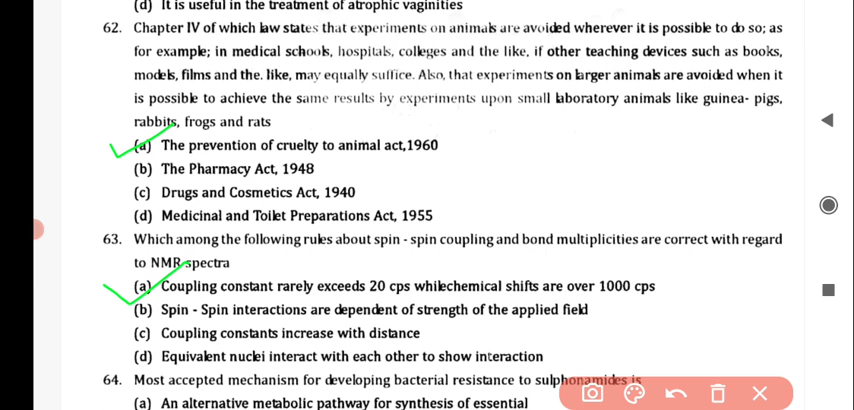 (d) It is useful in the treatment of atrophic vaginities
62. Chapter IV of which law states that experiments on animals are avoided wherever it is possible to do so; as
for example; in medical schools, hospitals, colleges and the like, if other teaching devices such as books,
models, films and the. like, may equally suffice. Also, that experiments on larger animals are avoided when it
is possible to achieve the same results by experiments upon small laboratory animals like guinea- pigs,
rabbits, frogs and rats
(a) The prevention of cruelty to animal act,1960
(b) The Pharmacy Act, 1948
(c) Drugs and Cosmetics Act, 1940
(d) Medicinal and Toilet Preparations Act, 1955
63. Which among the following rules about spin - spin coupling and bond multiplicities are correct with regard
to NMR spectra
(a) Coupling constant rarely exceeds 20 cps whilechemical shifts are over 1000 cps
(b) Spin - Spin interactions are dependent of strength of the applied field
(c) Coupling constants increase with distance
(d) Equivalent nuclei interact with each other to show interaction
64. Most accepted mechanism for developing bacterial resistance to sulphonamides is
(a) An alternative metabolic pathway for synthesis of essential